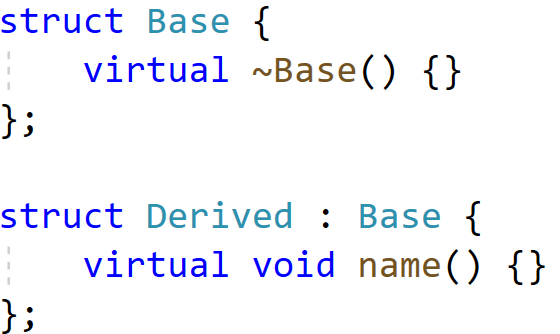 struct Base {
    virtual ~Base() {}
};

struct Derived : Base {
    virtual void name() {}
};